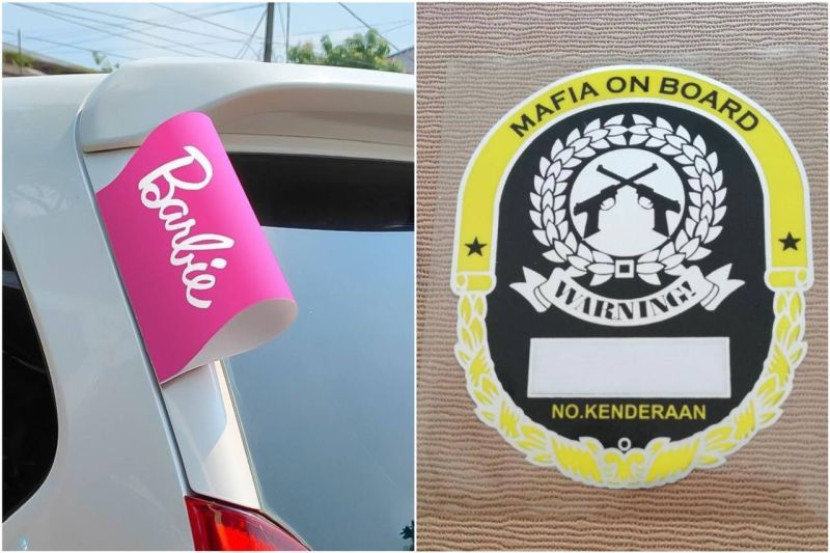 Barbie
MAFIA ON BOARD
WARNING!
NO.KENDERAAN